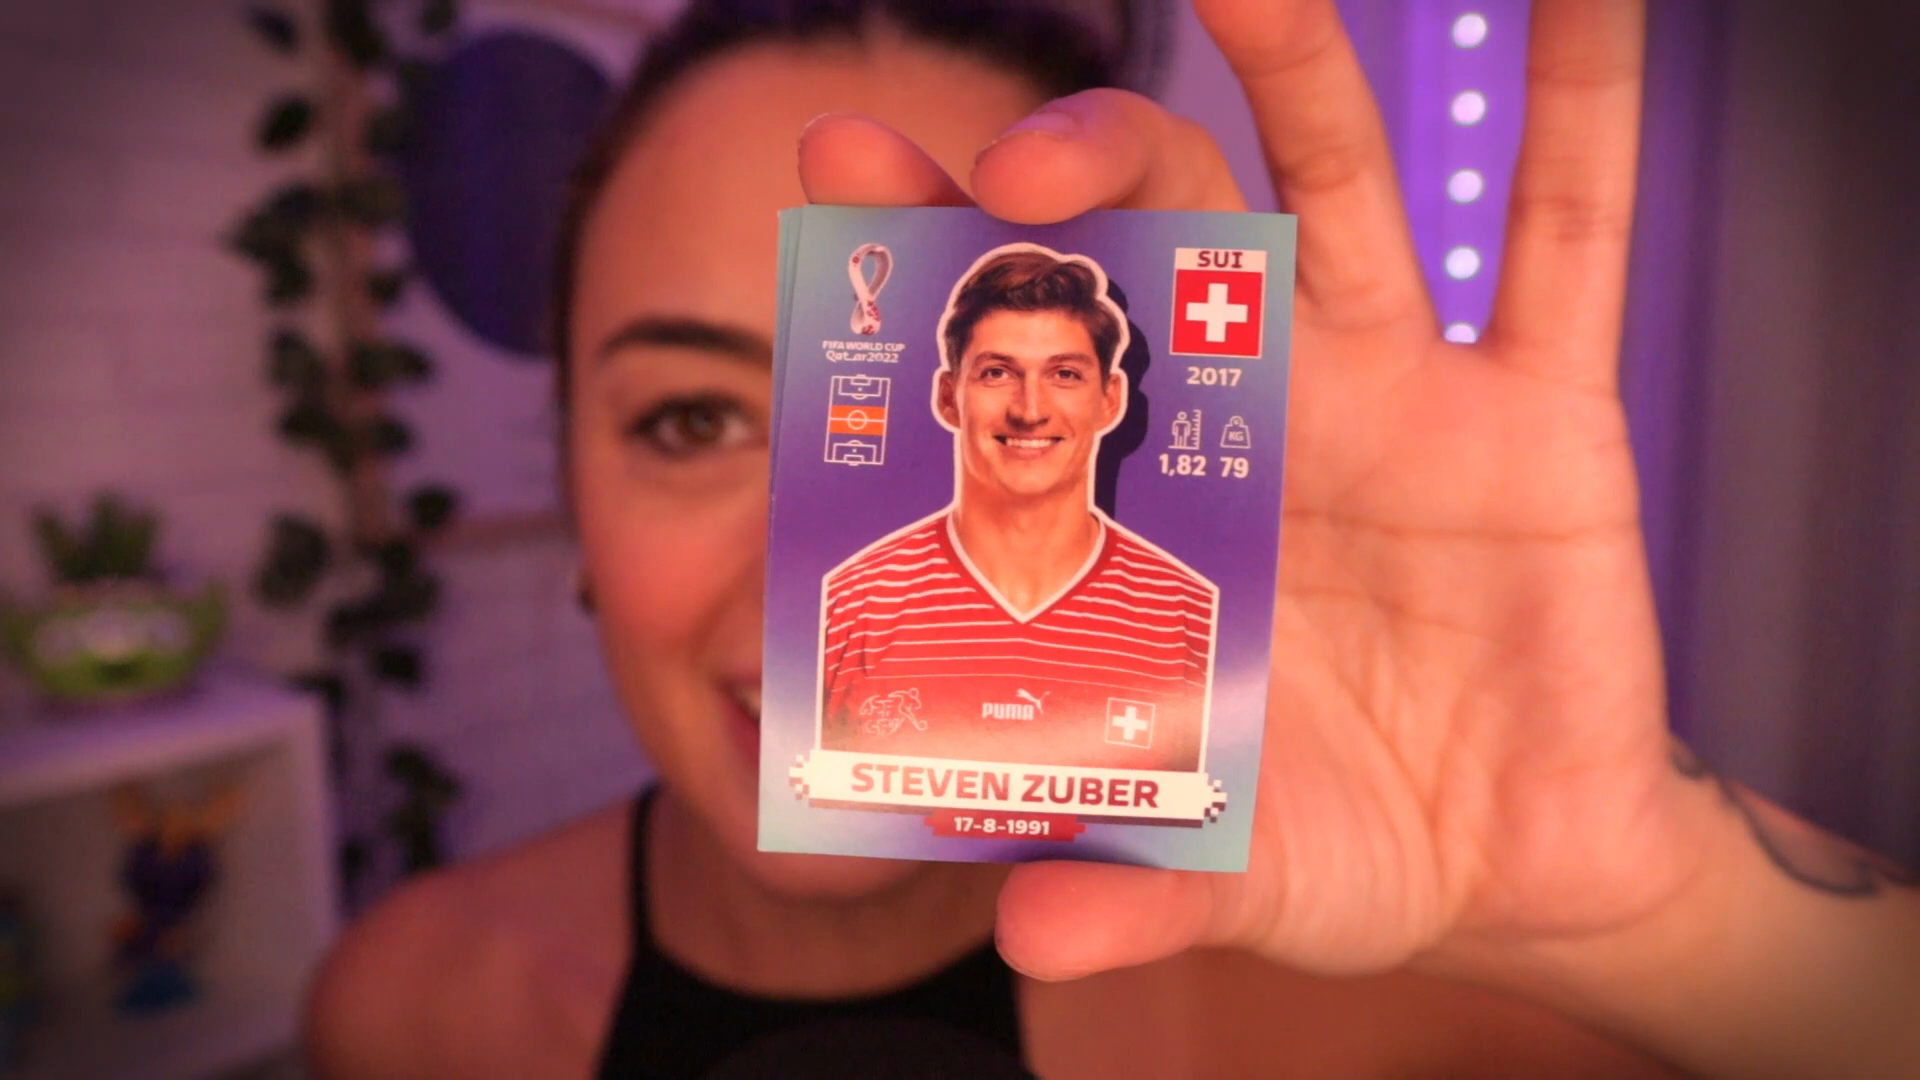 FIFA WORLD CUP
Qatar2022
SUI
2017
KG
1,82 79
PUMA
STEVEN ZUBER
17-8-1991